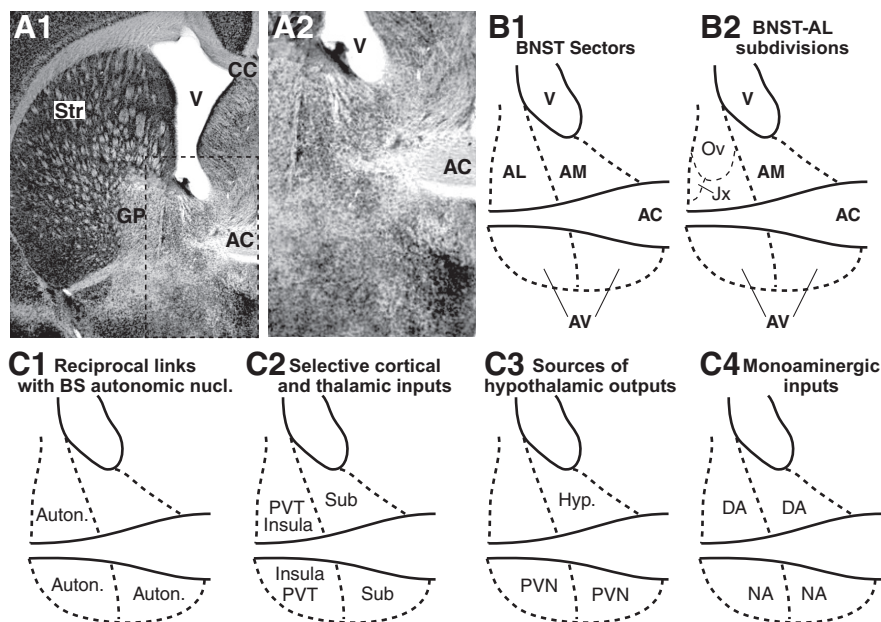 A1
CC
V
Str
GP
AC
A2
V
AC
B1
BNST Sectors
V
AL
AM
AC
AV
B2
BNST-AL
subdivisions
V
Ov
AM
Jx
AC
AV
C1 Reciprocal links
with BS autonomic nucl.
Auton.
Auton.
Auton.
C2 Selective cortical
and thalamic inputs
PVT
Insula
Sub
Insula
PVT
Sub
C3 Sources of
hypothalamic outputs
Hyp.
PVN
PVN
C4 Monoaminergic
inputs
DA
DA
NA
NA